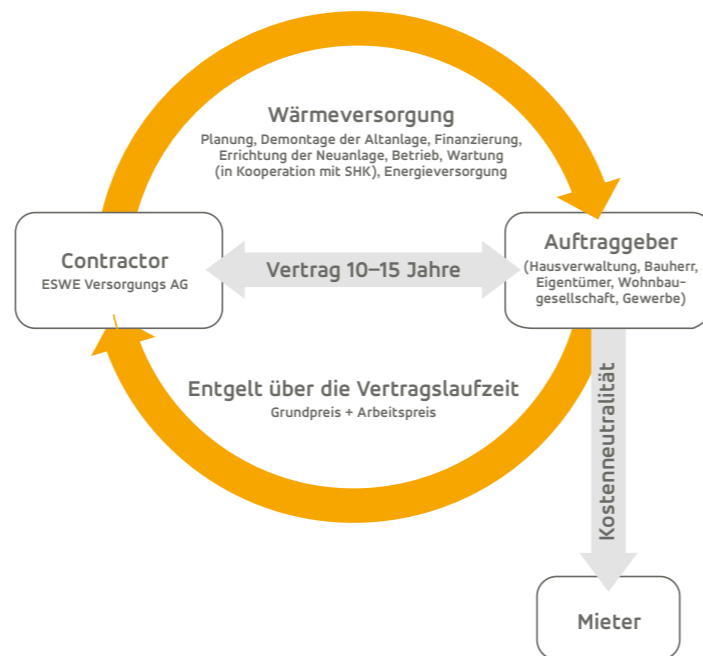 Wärmeversorgung
Planung, Demontage der Altanlage, Finanzierung,
Errichtung der Neuanlage, Betrieb, Wartung
(in Kooperation mit SHK), Energieversorgung
Contractor
ESWE Versorgungs AG
Vertrag 10–15 Jahre
Auftraggeber
(Hausverwaltung, Bauherr,
Eigentümer, Wohnbau-
gesellschaft, Gewerbe)
Entgelt über die Vertragslaufzeit
Grundpreis + Arbeitspreis
Kostenneutralität
Mieter